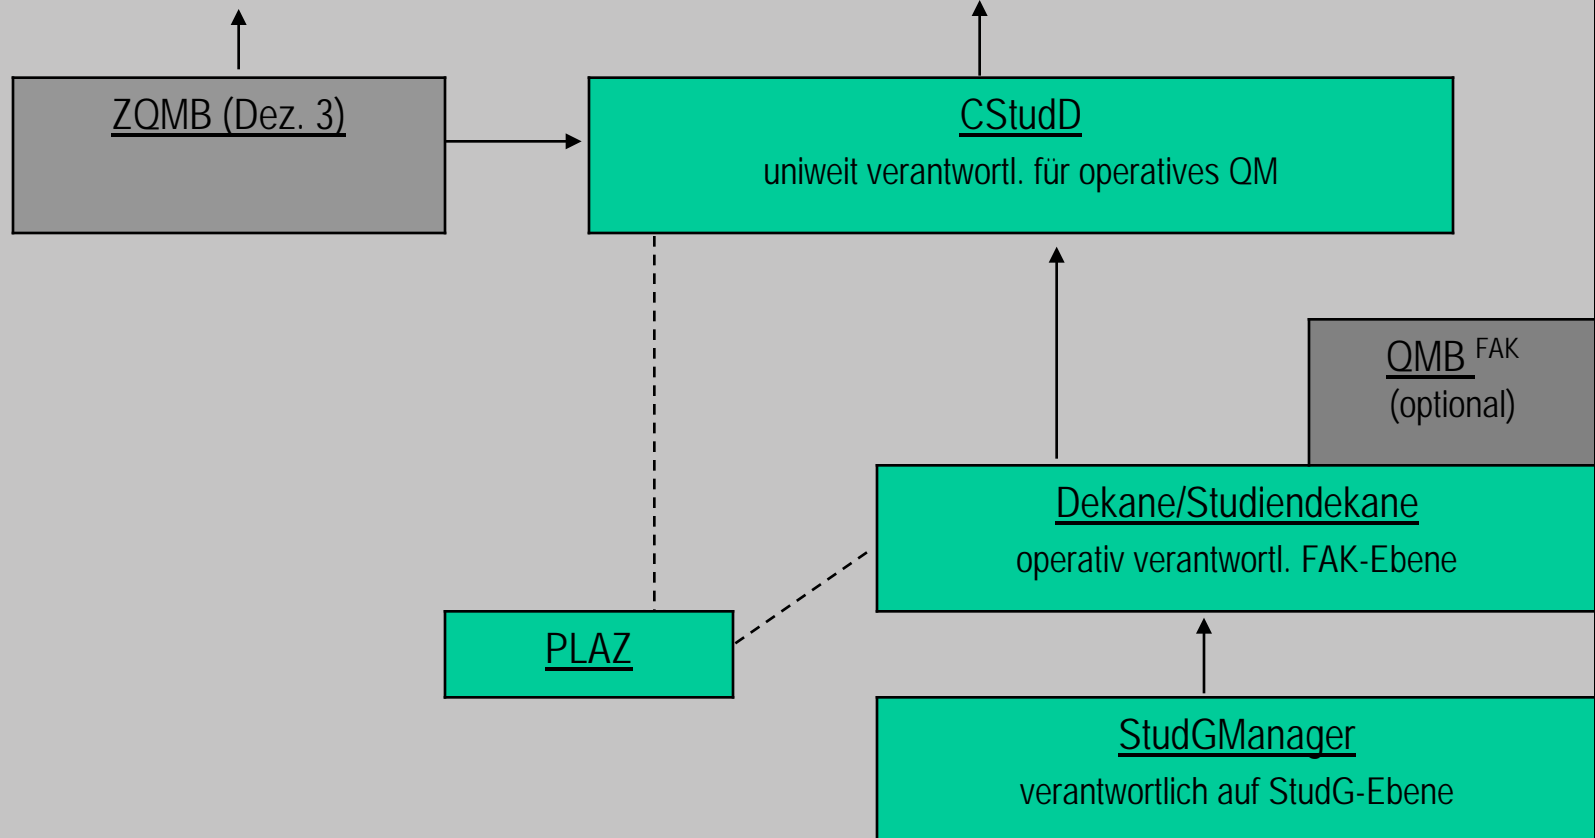 ZQMB (Dez. 3)
CStudD
uniweit verantwortl. für operatives QM
QMB FAK
(optional)
Dekane/Studiendekane
operativ verantwortl. FAK-Ebene
PLAZ
StudGManager
verantwortlich auf StudG-Ebene